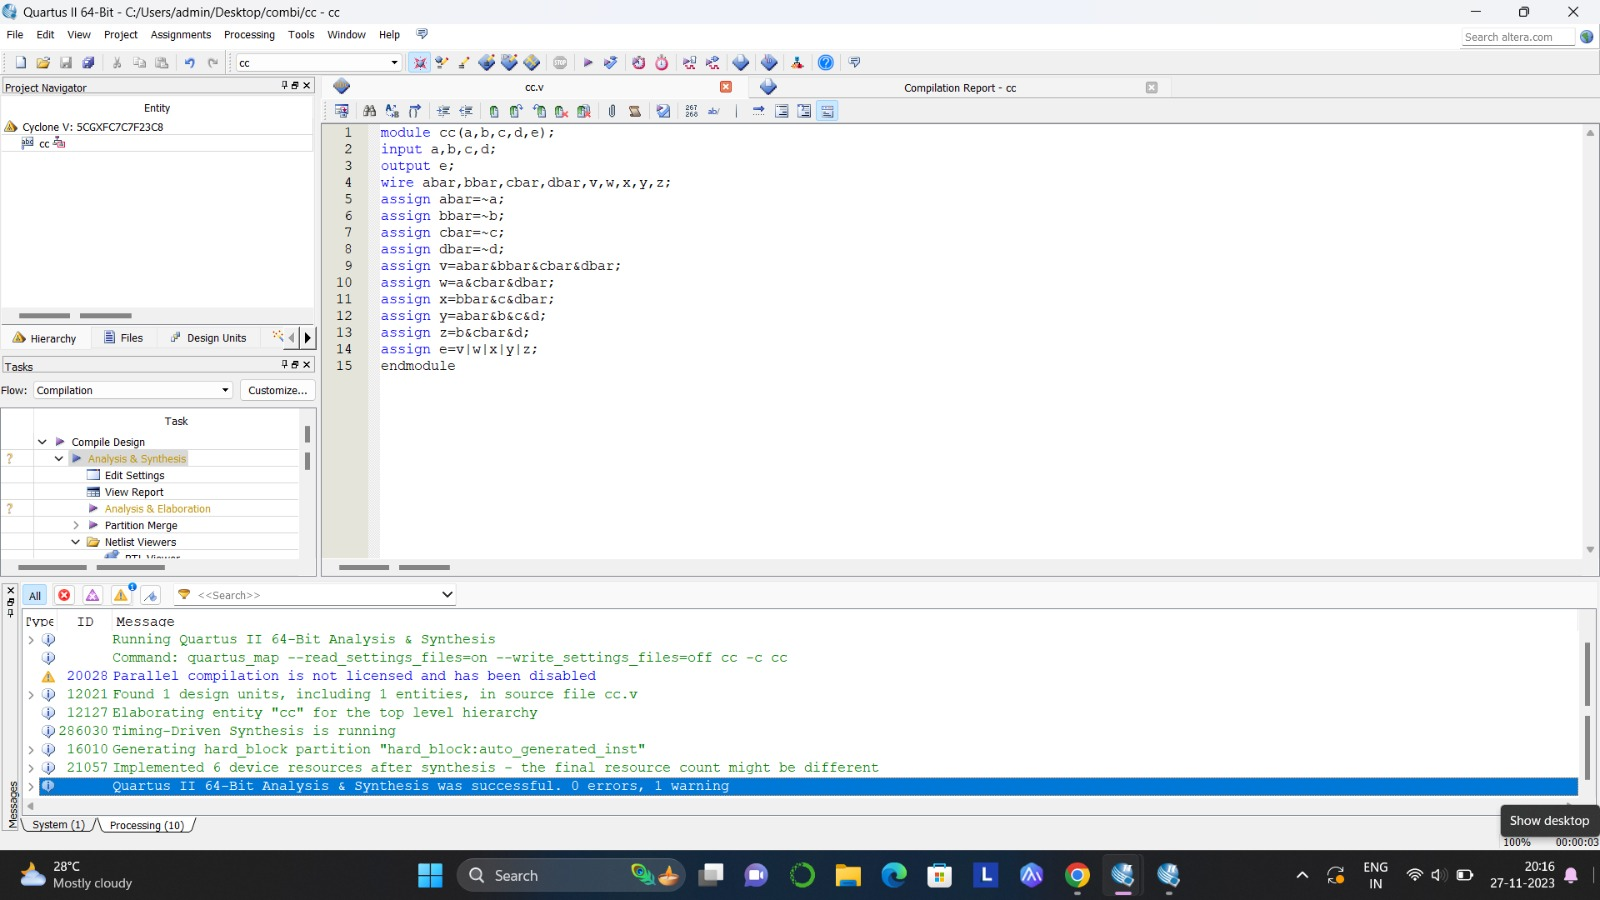 Quartus II 64-Bit - C:/Users/admin/Desktop/combi/cc - cc
File Edit View Project Assignments Processing Tools Window Help
Search altera.com
cc
Project Navigator
Entity
Cyclone V: 5CGXFC7C7F23C8
cc
Hierarchy Files Design Units
Tasks
Flow: Compilation Customize...
Task
Compile Design
? Analysis & Synthesis
Edit Settings
View Report
? Analysis & Elaboration
Partition Merge
Netlist Viewers
RTL Viewer
cc.v
Compilation Report - cc
267
268
ab/
1 module cc(a,b,c,d,e);
2 input a,b,c,d;
3 output e;
4 wire abar,bbar,cbar,dbar,v,w,x,y,z;
5 assign abar=~a;
6 assign bbar=~b;
7 assign cbar=~c;
8 assign dbar=~d;
9 assign v=abar&bbar&cbar&dbar;
10 assign w=a&cbar&dbar;
11 assign x=bbar&c&dbar;
12 assign y=abar&b&c&d;
13 assign z=b&cbar&d;
14 assign e=v|w|x|y|z;
15 endmodule
All <<Search>>
Type ID Message
Running Quartus II 64-Bit Analysis & Synthesis
Command: quartus_map --read_settings_files=on --write_settings_files=off cc -c cc
20028 Parallel compilation is not licensed and has been disabled
12021 Found 1 design units, including 1 entities, in source file cc.v
12127 Elaborating entity "cc" for the top level hierarchy
286030 Timing-Driven Synthesis is running
16010 Generating hard_block partition "hard_block:auto_generated_inst"
21057 Implemented 6 device resources after synthesis - the final resource count might be different
Quartus II 64-Bit Analysis & Synthesis was successful. 0 errors, 1 warning
Messages
System (1) Processing (10)
Show desktop
100% 00:00:03
28°C
Mostly cloudy
Search
L
ENG
IN
20:16
27-11-2023